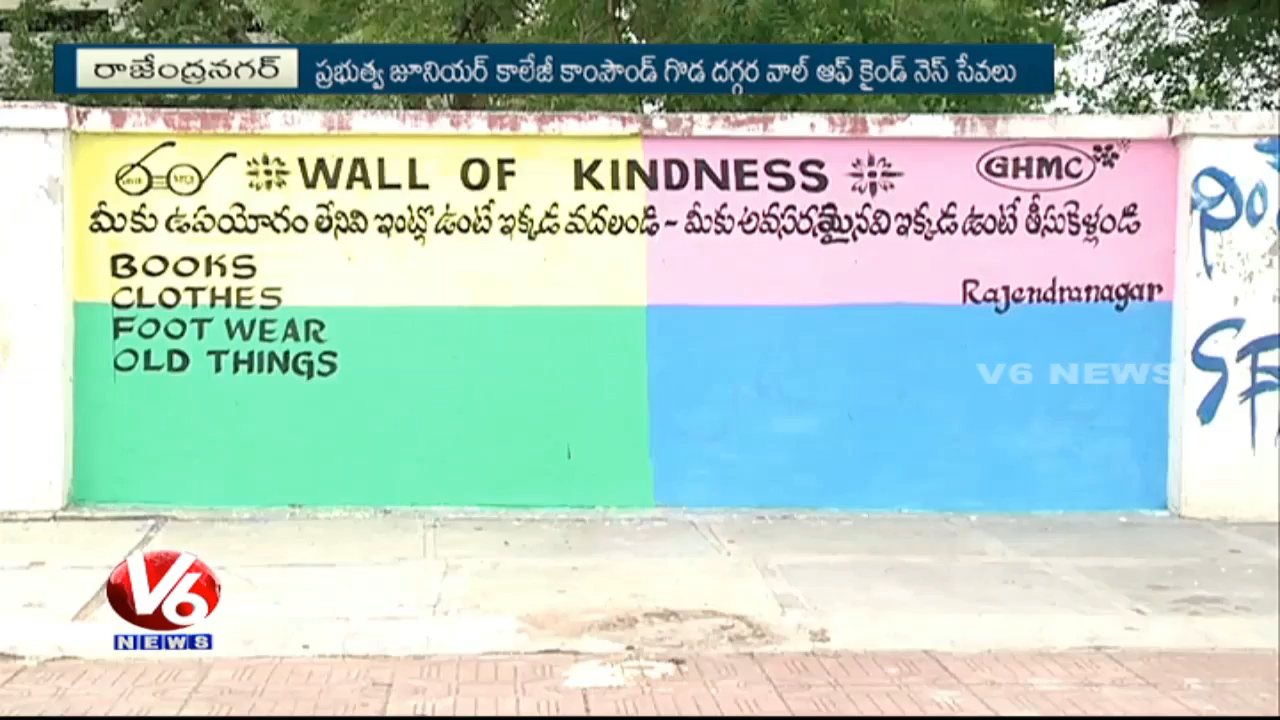 రాజేంద్రనగర్
ప్రభుత్వ జూనియర్ కాలేజీ కాంపౌండ్ గోడ దగ్గర వాల్ ఆఫ్ కైండ్ నెస్ సేవలు
WALL OF KINDNESS
GHMC
మీకు ఉపయోగం లేనివి ఇంట్లో ఉంటే ఇక్కడ వదలండి - మీకు అవసరమైనవి ఇక్కడ ఉంటే తీసుకెళ్లండి
BOOKS
CLOTHES
FOOT WEAR
OLD THINGS
Rajendranagar
V6 NEWS
V6
NEWS